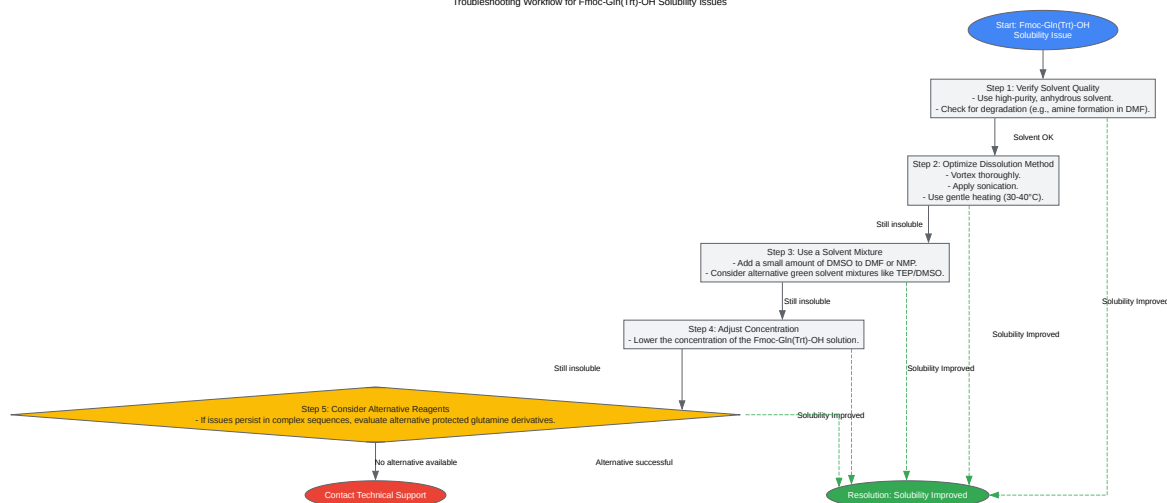 Troubleshooting Workflow for Fmoc-Gln(Trt)-OH Solubility Issues
Start: Fmoc-Gln(Trt)-OH
Solubility Issue
Step 1: Verify Solvent Quality
- Use high-purity, anhydrous solvent.
- Check for degradation (e.g., amine formation in DMF).
Solvent OK
Step 2: Optimize Dissolution Method
- Vortex thoroughly.
- Apply sonication.
- Use gentle heating (30-40°C).
Still insoluble
Step 3: Use a Solvent Mixture
- Add a small amount of DMSO to DMF or NMP.
- Consider alternative green solvent mixtures like TEP/DMSO.
Still insoluble
Solubility Improved
Step 4: Adjust Concentration
- Lower the concentration of the Fmoc-Gln(Trt)-OH solution.
Solubility Improved
Still insoluble
Solubility Improved
Step 5: Consider Alternative Reagents
- If issues persist in complex sequences, evaluate alternative protected glutamine derivatives.
Solubility Improved
No alternative available
Alternative successful
Contact Technical Support
Resolution: Solubility Improved